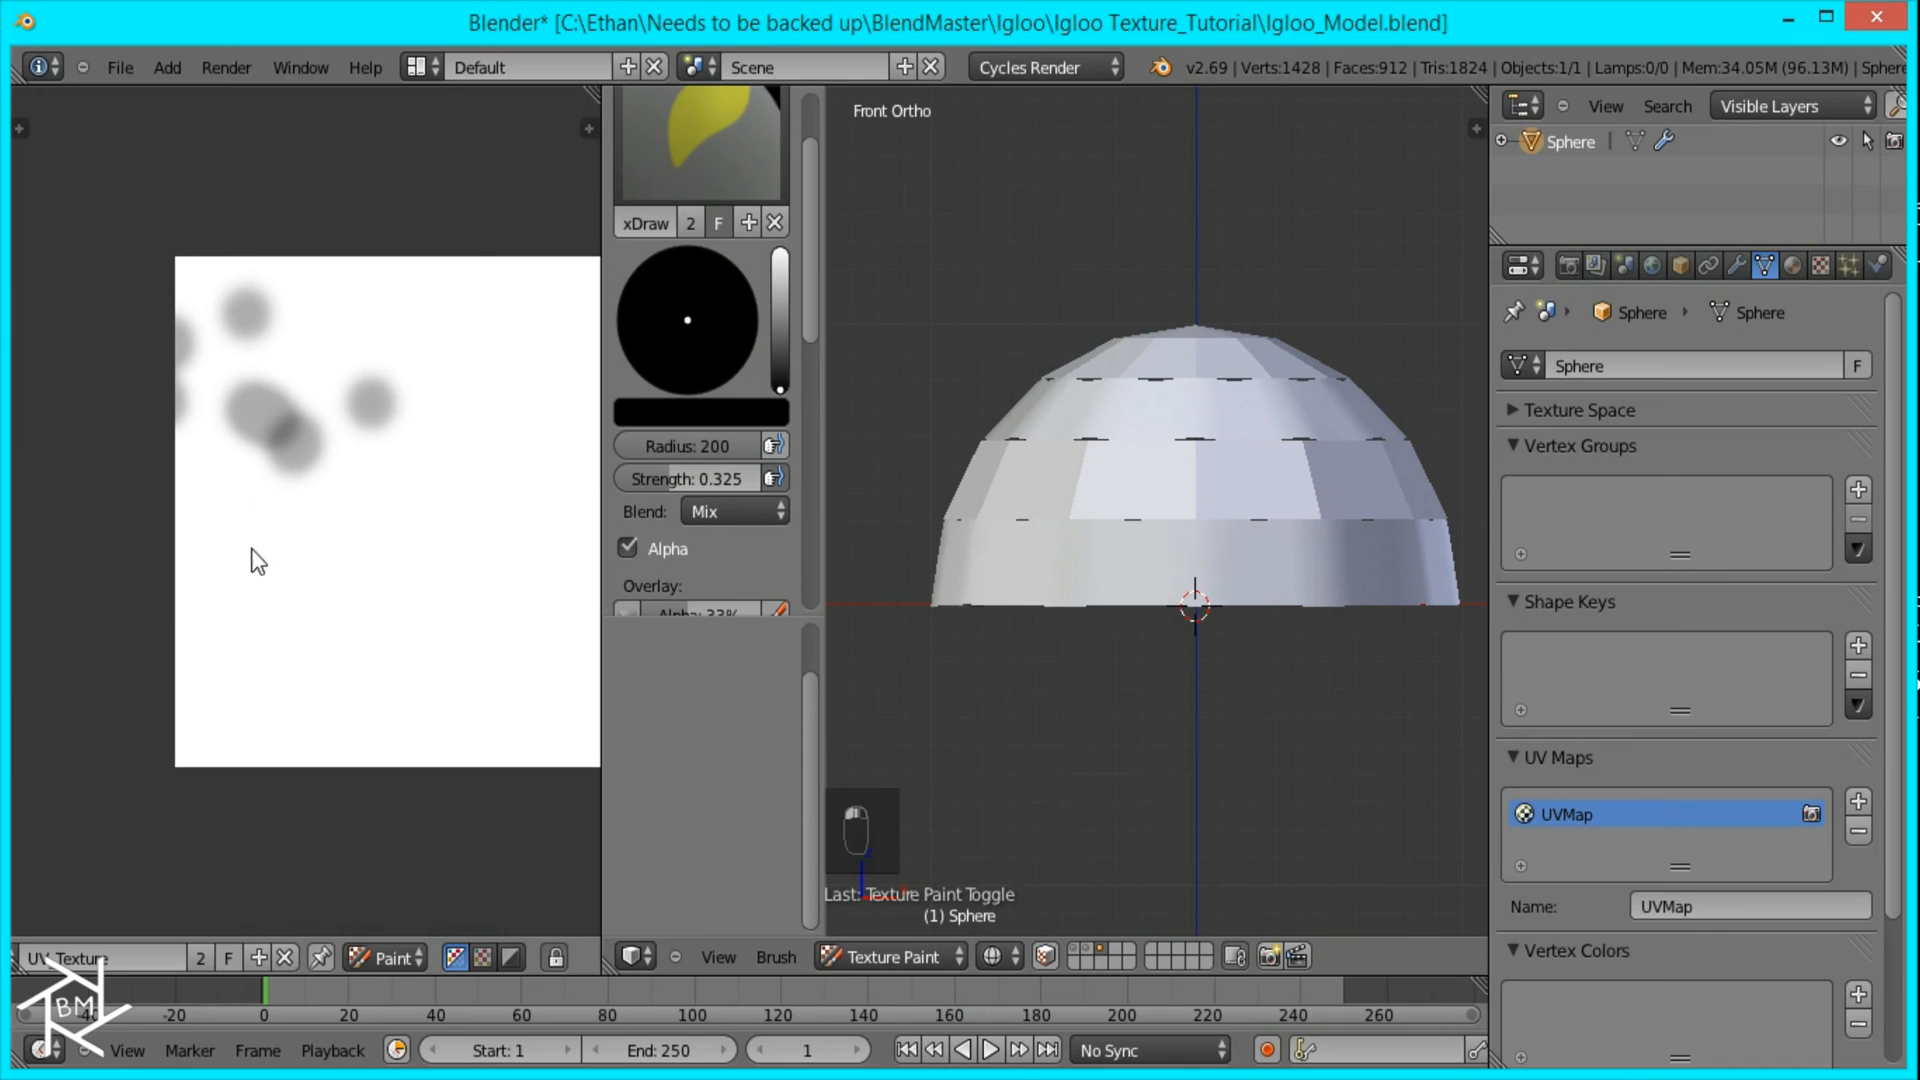 Blender* [C:\Ethan\Needs to be backed up\BlendMaster\Igloo\Igloo Texture_Tutorial\Igloo_Model.blend]
File Add Render Window Help Default Scene Cycles Render v2.69 | Verts:1428 | Faces:912 | Tris:1824 | Objects:1/1 | Lamps:0/0 | Mem:34.05M (96.13M) | Sphere
Front Ortho
View Search Visible Layers
Sphere
xDraw 2 F
Sphere Sphere
Sphere F
Texture Space
Radius: 200
Vertex Groups
Strength: 0.325
Blend: Mix
Alpha
Overlay:
Alpha: 33%
Shape Keys
UV Maps
UVMap
Last: Texture Paint Toggle
(1) Sphere
Name: UVMap
UV_Texture 2 F Paint View Brush Texture Paint
Vertex Colors
BM
-40 -20 0 20 40 60 80 100 120 140 160 180 200 220 240 260
View Marker Frame Playback Start: 1 End: 250 1 No Sync